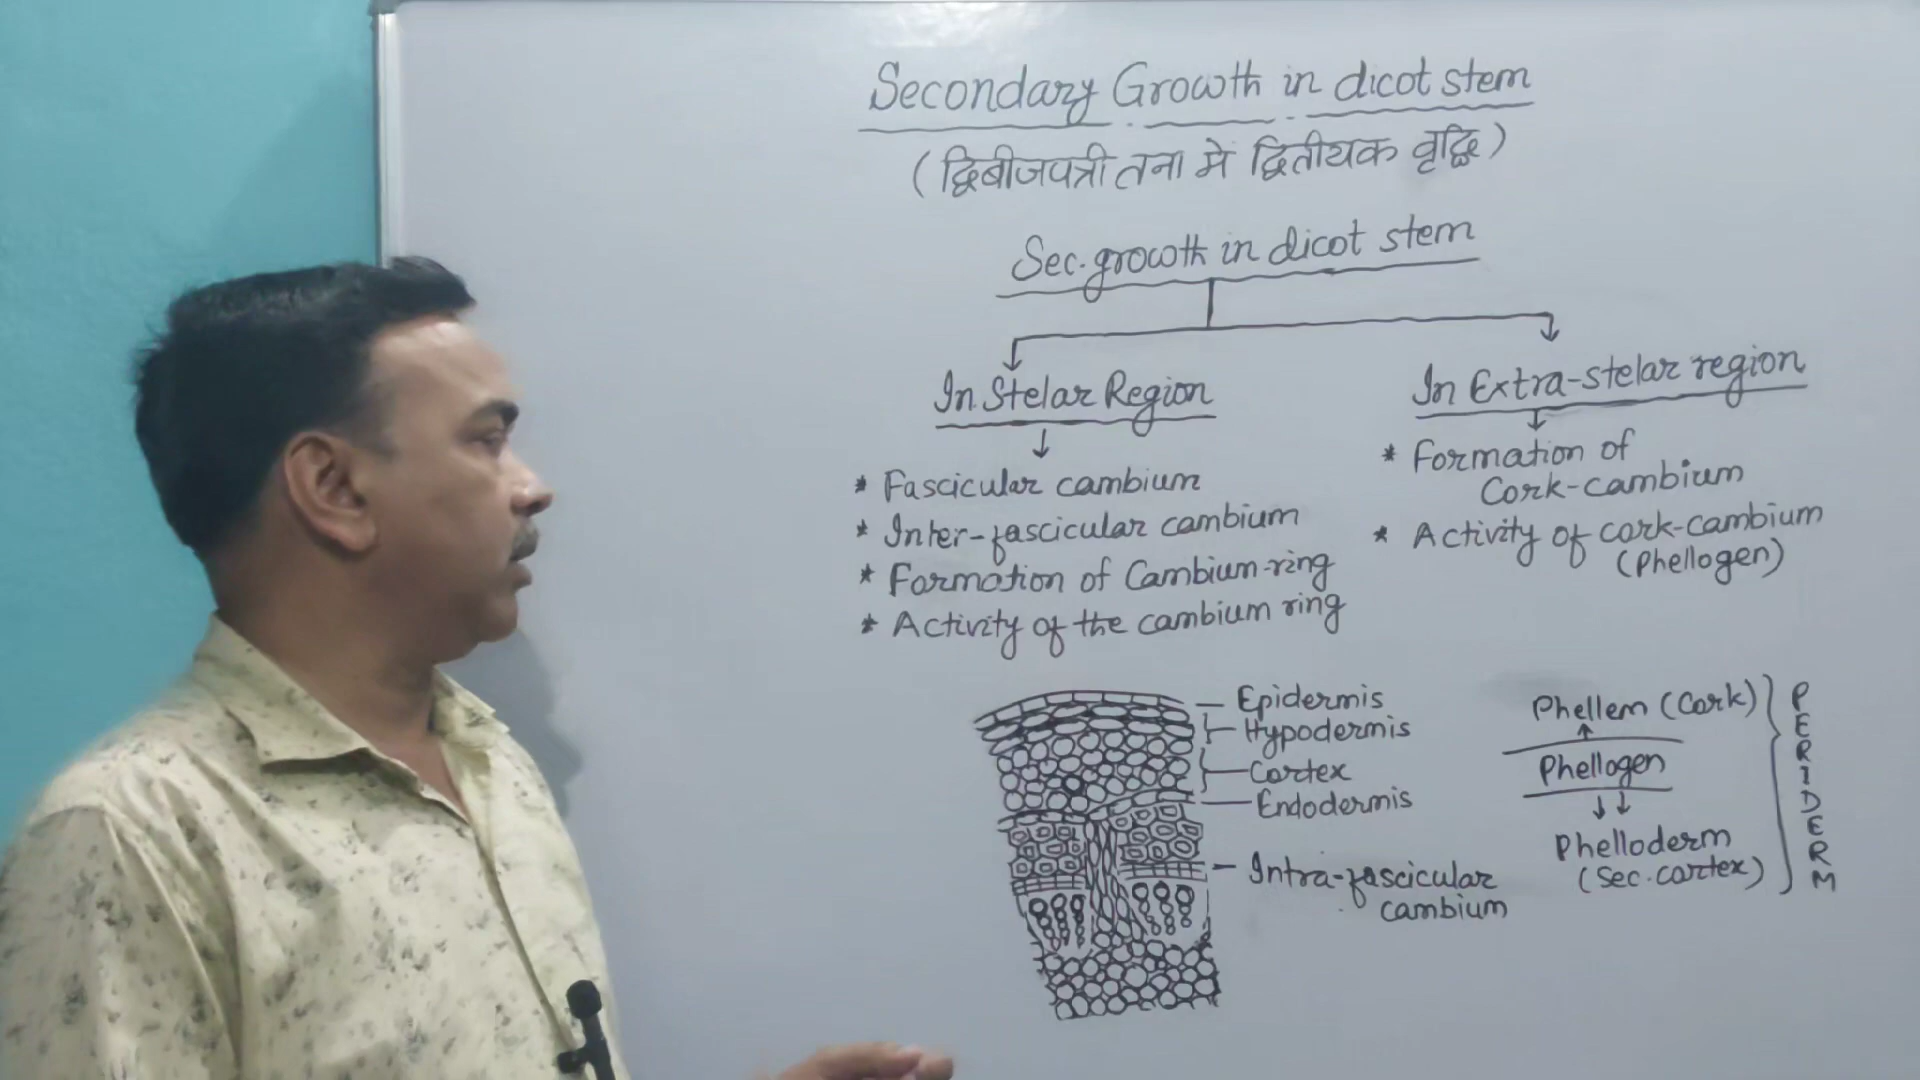 Secondary Growth in dicot stem
(द्विबीजपत्री तना में द्वितीयक वृद्धि)
Sec. growth in dicot stem
In Stelar Region
* Fascicular cambium
* Inter-fascicular cambium
* Formation of Cambium-ring
* Activity of the cambium ring
In Extra-stelar region
* Formation of
Cork-cambium
* Activity of cork-cambium
(Phellogen)
Epidermis
Hypodermis
Cortex
Endodermis
Intra-fascicular
cambium
Phellem (Cork)
Phellogen
Phelloderm
(Sec. cortex)
PERIDERM